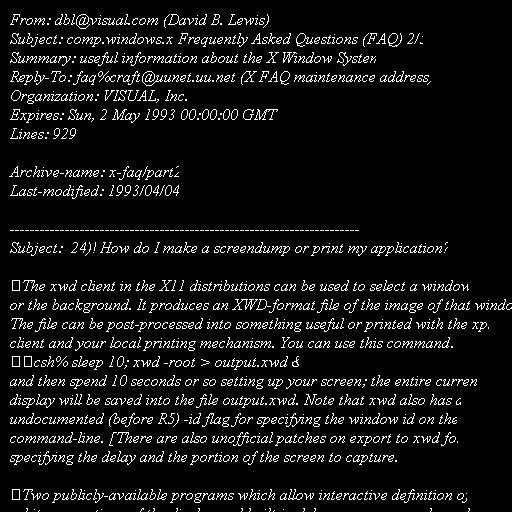 From: dbl@visual.com (David B. Lewis)
Subject: comp.windows.x Frequently Asked Questions (FAQ) 2/
Summary: useful information about the X Window System
Reply-To: faq%craft@uunet.uu.net (X FAQ maintenance address)
Organization: VISUAL, Inc.
Expires: Sun, 2 May 1993 00:00:00 GMT
Lines: 929
Archive-name: x-faq/part2
Last-modified: 1993/04/04
----------------------------------------------------------------------
Subject:  24)! How do I make a screendump or print my application?
The xwd client in the X11 distributions can be used to select a window
or the background. It produces an XWD-format file of the image of that windo
The file can be post-processed into something useful or printed with the xp
client and your local printing mechanism. You can use this command.
csh% sleep 10; xwd -root > output.xwd &
and then spend 10 seconds or so setting up your screen; the entire curren
display will be saved into the file output.xwd. Note that xwd also has a
undocumented (before R5) -id flag for specifying the window id on the
command-line. [There are also unofficial patches on export to xwd fo
specifying the delay and the portion of the screen to capture.
Two publicly-available programs which allow interactive definition o